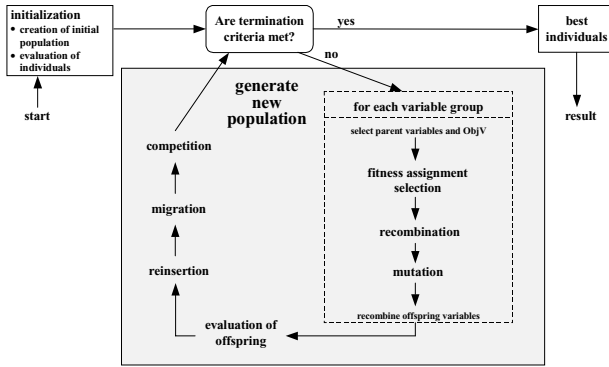 initialization
• creation of initial
population
• evaluation of
individuals
start
Are termination
criteria met?
yes
no
best
individuals
result
generate
new
population
for each variable group
select parent variables and ObjV
fitness assignment
selection
recombination
mutation
recombine offspring variables
evaluation of
offspring
reinsertion
migration
competition